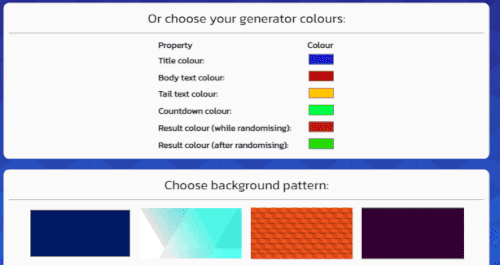 Or choose your generator colours:
Property Colour
Title colour:
Body text colour:
Tail text colour:
Countdown colour:
Result colour (while randomising):
Result colour (after randomising):
Choose background pattern: